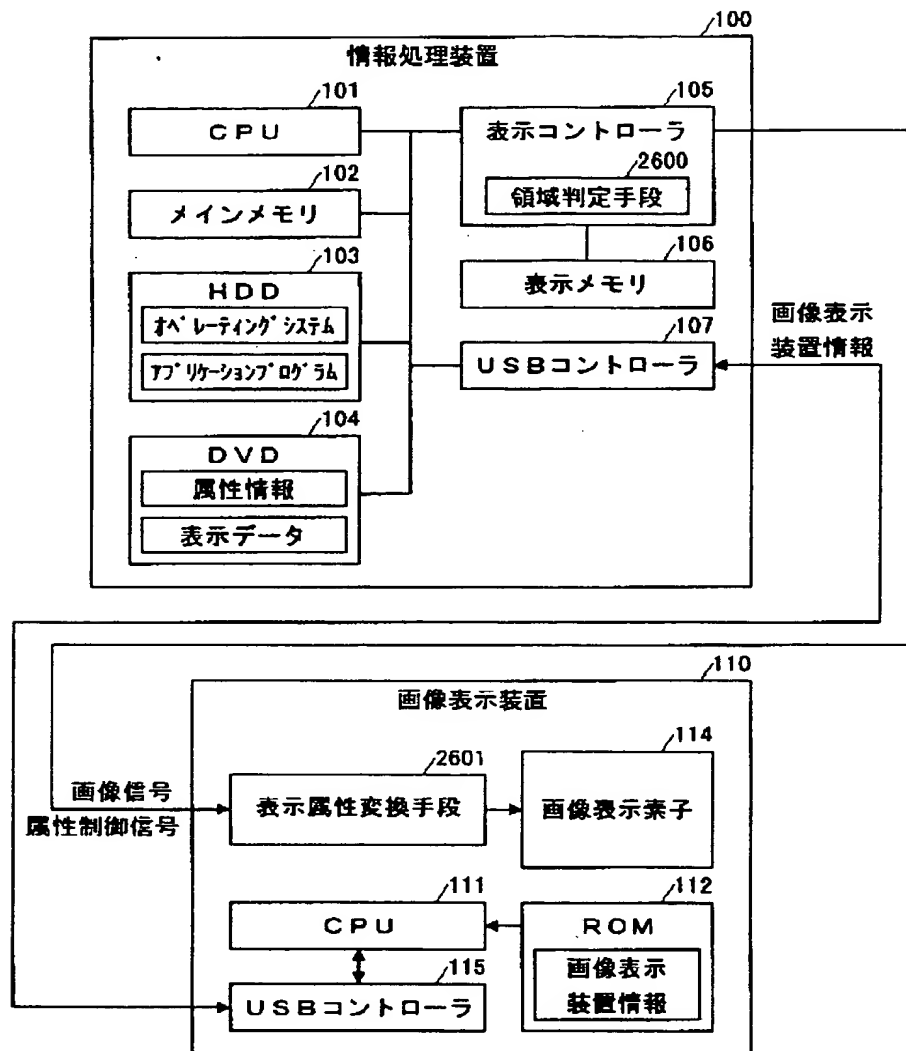 100
情報処理装置
101
CPU
102
メインメモリ
103
HDD
オペレーティングシステム
アプリケーションプログラム
104
DVD
属性情報
表示データ
105
表示コントローラ
2600
領域判定手段
106
表示メモリ
107
USBコントローラ
画像表示
装置情報
110
画像表示装置
画像信号
属性制御信号
2601
表示属性変換手段
114
画像表示素子
111
CPU
115
USBコントローラ
112
ROM
画像表示
装置情報